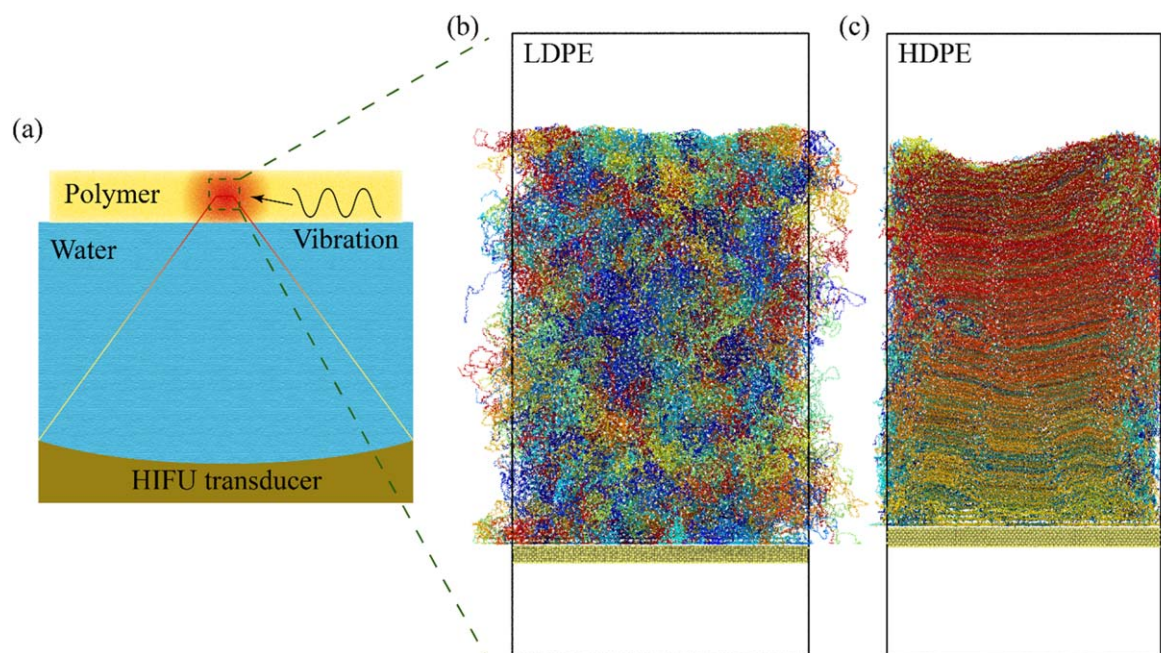 (a)
Polymer
Water
Vibration
HIFU transducer
(b)
LDPE
(c)
HDPE